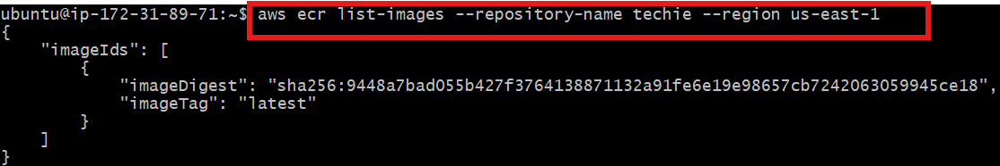 ubuntu@ip-172-31-89-71:~$ aws ecr list-images --repository-name techie --region us-east-1
{
    "imageIds": [
        {
            "imageDigest": "sha256:9448a7bad055b427f3764138871132a91fe6e19e98657cb7242063059945ce18",
            "imageTag": "latest"
        }
    ]
}